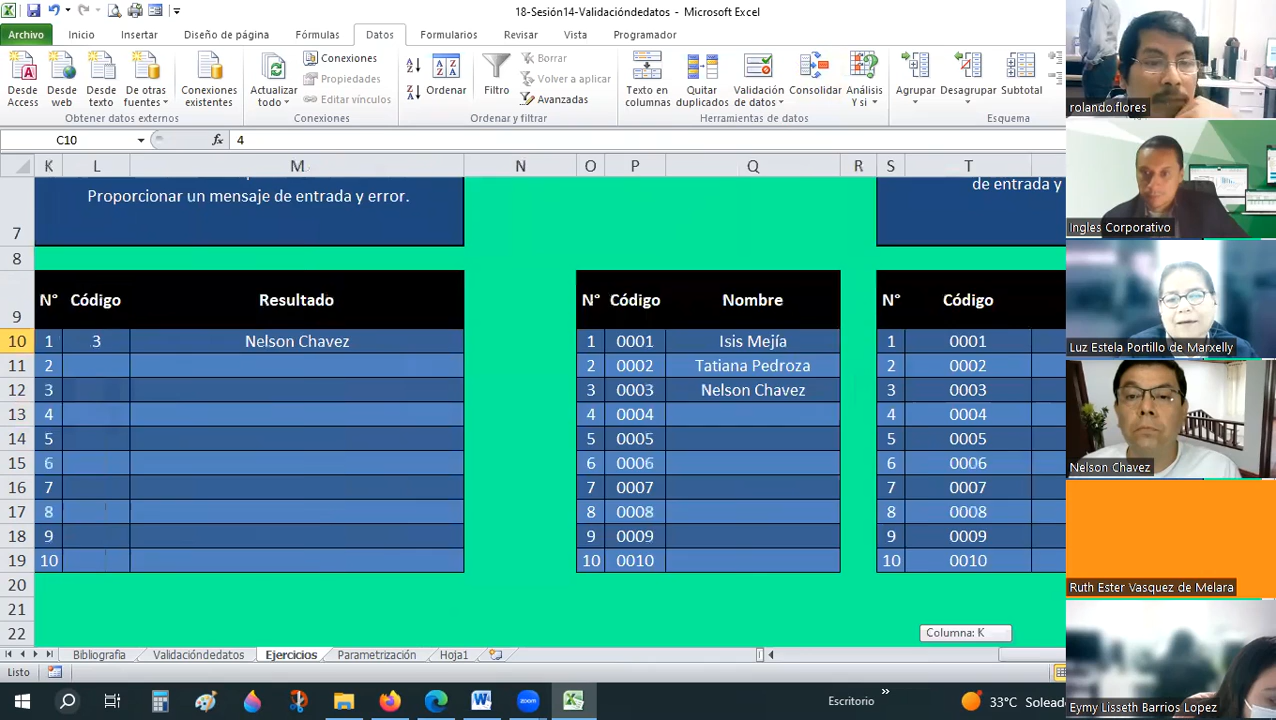 18-Sesión14-Validacióndedatos - Microsoft Excel
Archivo Inicio Insertar Diseño de página Fórmulas Datos Formularios Revisar Vista Programador
Desde Access
Desde web
Desde texto
De otras fuentes
Conexiones existentes
Obtener datos externos
Actualizar todo
Conexiones
Propiedades
Editar vínculos
Conexiones
Ordenar
Filtro
Borrar
Volver a aplicar
Avanzadas
Ordenar y filtrar
Texto en columnas
Quitar duplicados
Validación de datos
Consolidar
Análisis Y si
Herramientas de datos
Agrupar
Desagrupar
Subtotal
Esquema
C10 fx 4
K L M N O P Q R S T
Proporcionar un mensaje de entrada y error.
de entrada y
7
8
9 N° Código Resultado N° Código Nombre N° Código
10 1 3 Nelson Chavez 1 0001 Isis Mejía 1 0001
11 2 2 0002 Tatiana Pedroza 2 0002
12 3 3 0003 Nelson Chavez 3 0003
13 4 4 0004 4 0004
14 5 5 0005 5 0005
15 6 6 0006 6 0006
16 7 7 0007 7 0007
17 8 8 0008 8 0008
18 9 9 0009 9 0009
19 10 10 0010 10 0010
20
21
22
Columna: K
Bibliografía Validacióndedatos Ejercicios Parametrización Hoja1
Listo
Escritorio » 33°C Solead
rolando.flores
Ingles Corporativo
Luz Estela Portillo de Marxelly
Nelson Chavez
Ruth Ester Vasquez de Melara
Eymy Lisseth Barrios Lopez